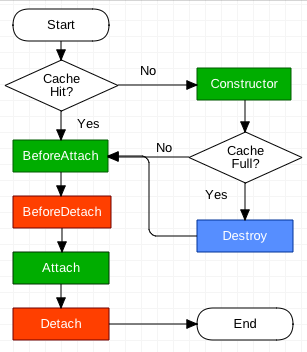 Start
Cache
Hit?
No
Constructor
Yes
BeforeAttach
No
Cache
Full?
Yes
BeforeDetach
Destroy
Attach
Detach
End